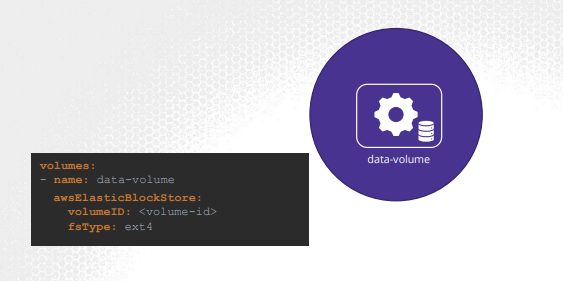 data-volume
volumes:
- name: data-volume
  awsElasticBlockStore:
    volumeID: <volume-id>
    fsType: ext4